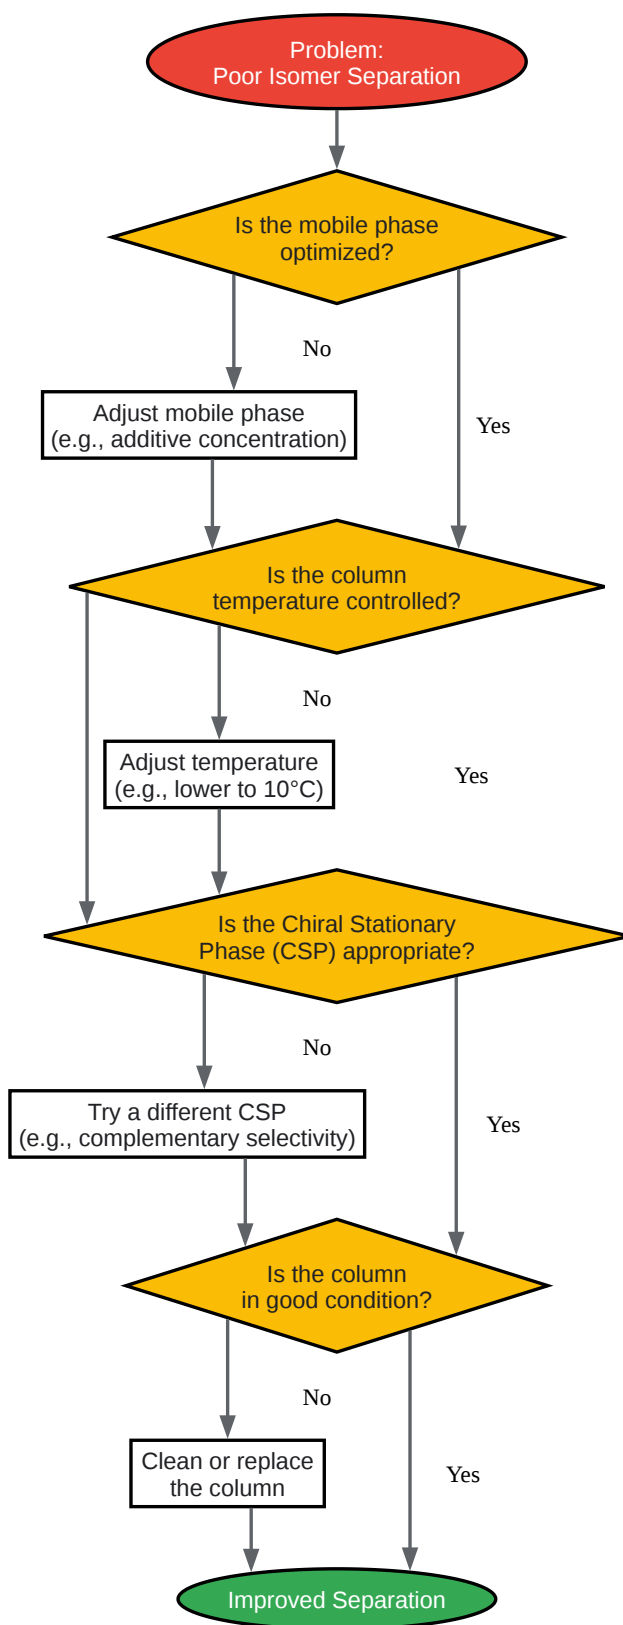 Problem:
Poor Isomer Separation
Is the mobile phase
optimized?
No
Adjust mobile phase
(e.g., additive concentration)
Yes
Is the column
temperature controlled?
No
Adjust temperature
(e.g., lower to 10°C)
Yes
Is the Chiral Stationary
Phase (CSP) appropriate?
No
Try a different CSP
(e.g., complementary selectivity)
Yes
Is the column
in good condition?
No
Clean or replace
the column
Yes
Improved Separation